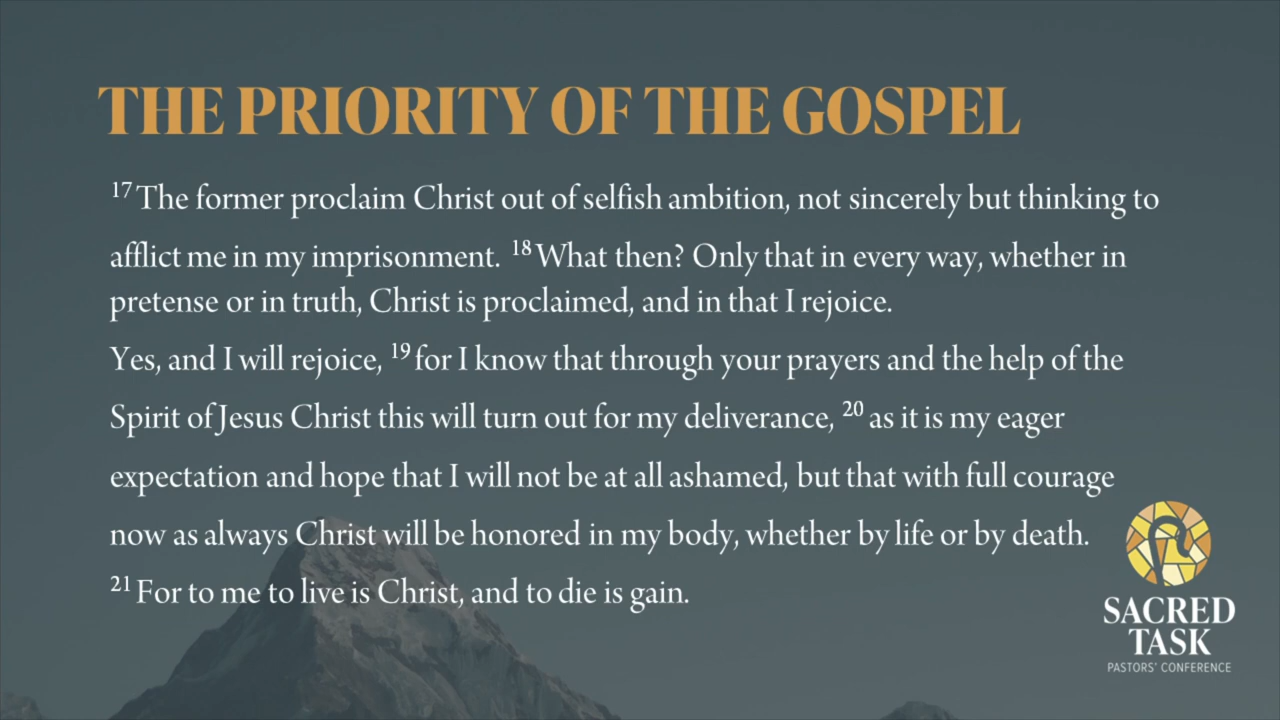 THE PRIORITY OF THE GOSPEL
17 The former proclaim Christ out of selfish ambition, not sincerely but thinking to
afflict me in my imprisonment. 18 What then? Only that in every way, whether in
pretense or in truth, Christ is proclaimed, and in that I rejoice.
Yes, and I will rejoice, 19 for I know that through your prayers and the help of the
Spirit of Jesus Christ this will turn out for my deliverance, 20 as it is my eager
expectation and hope that I will not be at all ashamed, but that with full courage
now as always Christ will be honored in my body, whether by life or by death.
21 For to me to live is Christ, and to die is gain.
SACRED
TASK
PASTORS' CONFERENCE